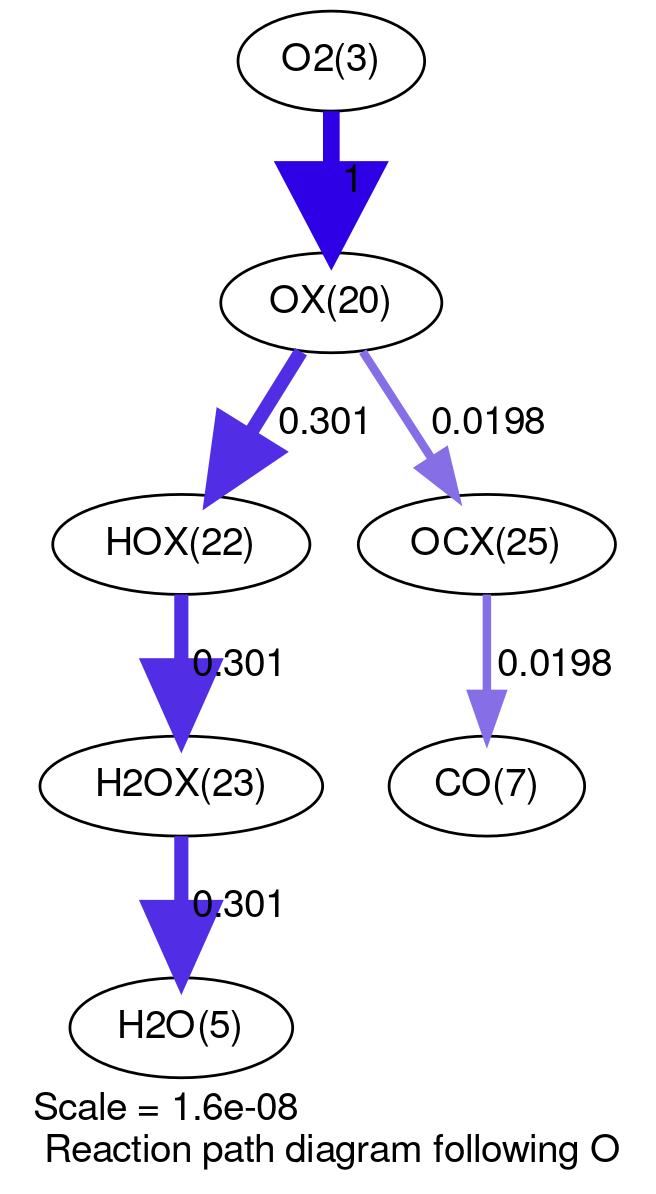 O2(3)
1
OX(20)
0.301
0.0198
HOX(22)
OCX(25)
0.301
0.0198
H2OX(23)
CO(7)
0.301
H2O(5)
Scale = 1.6e-08
Reaction path diagram following O